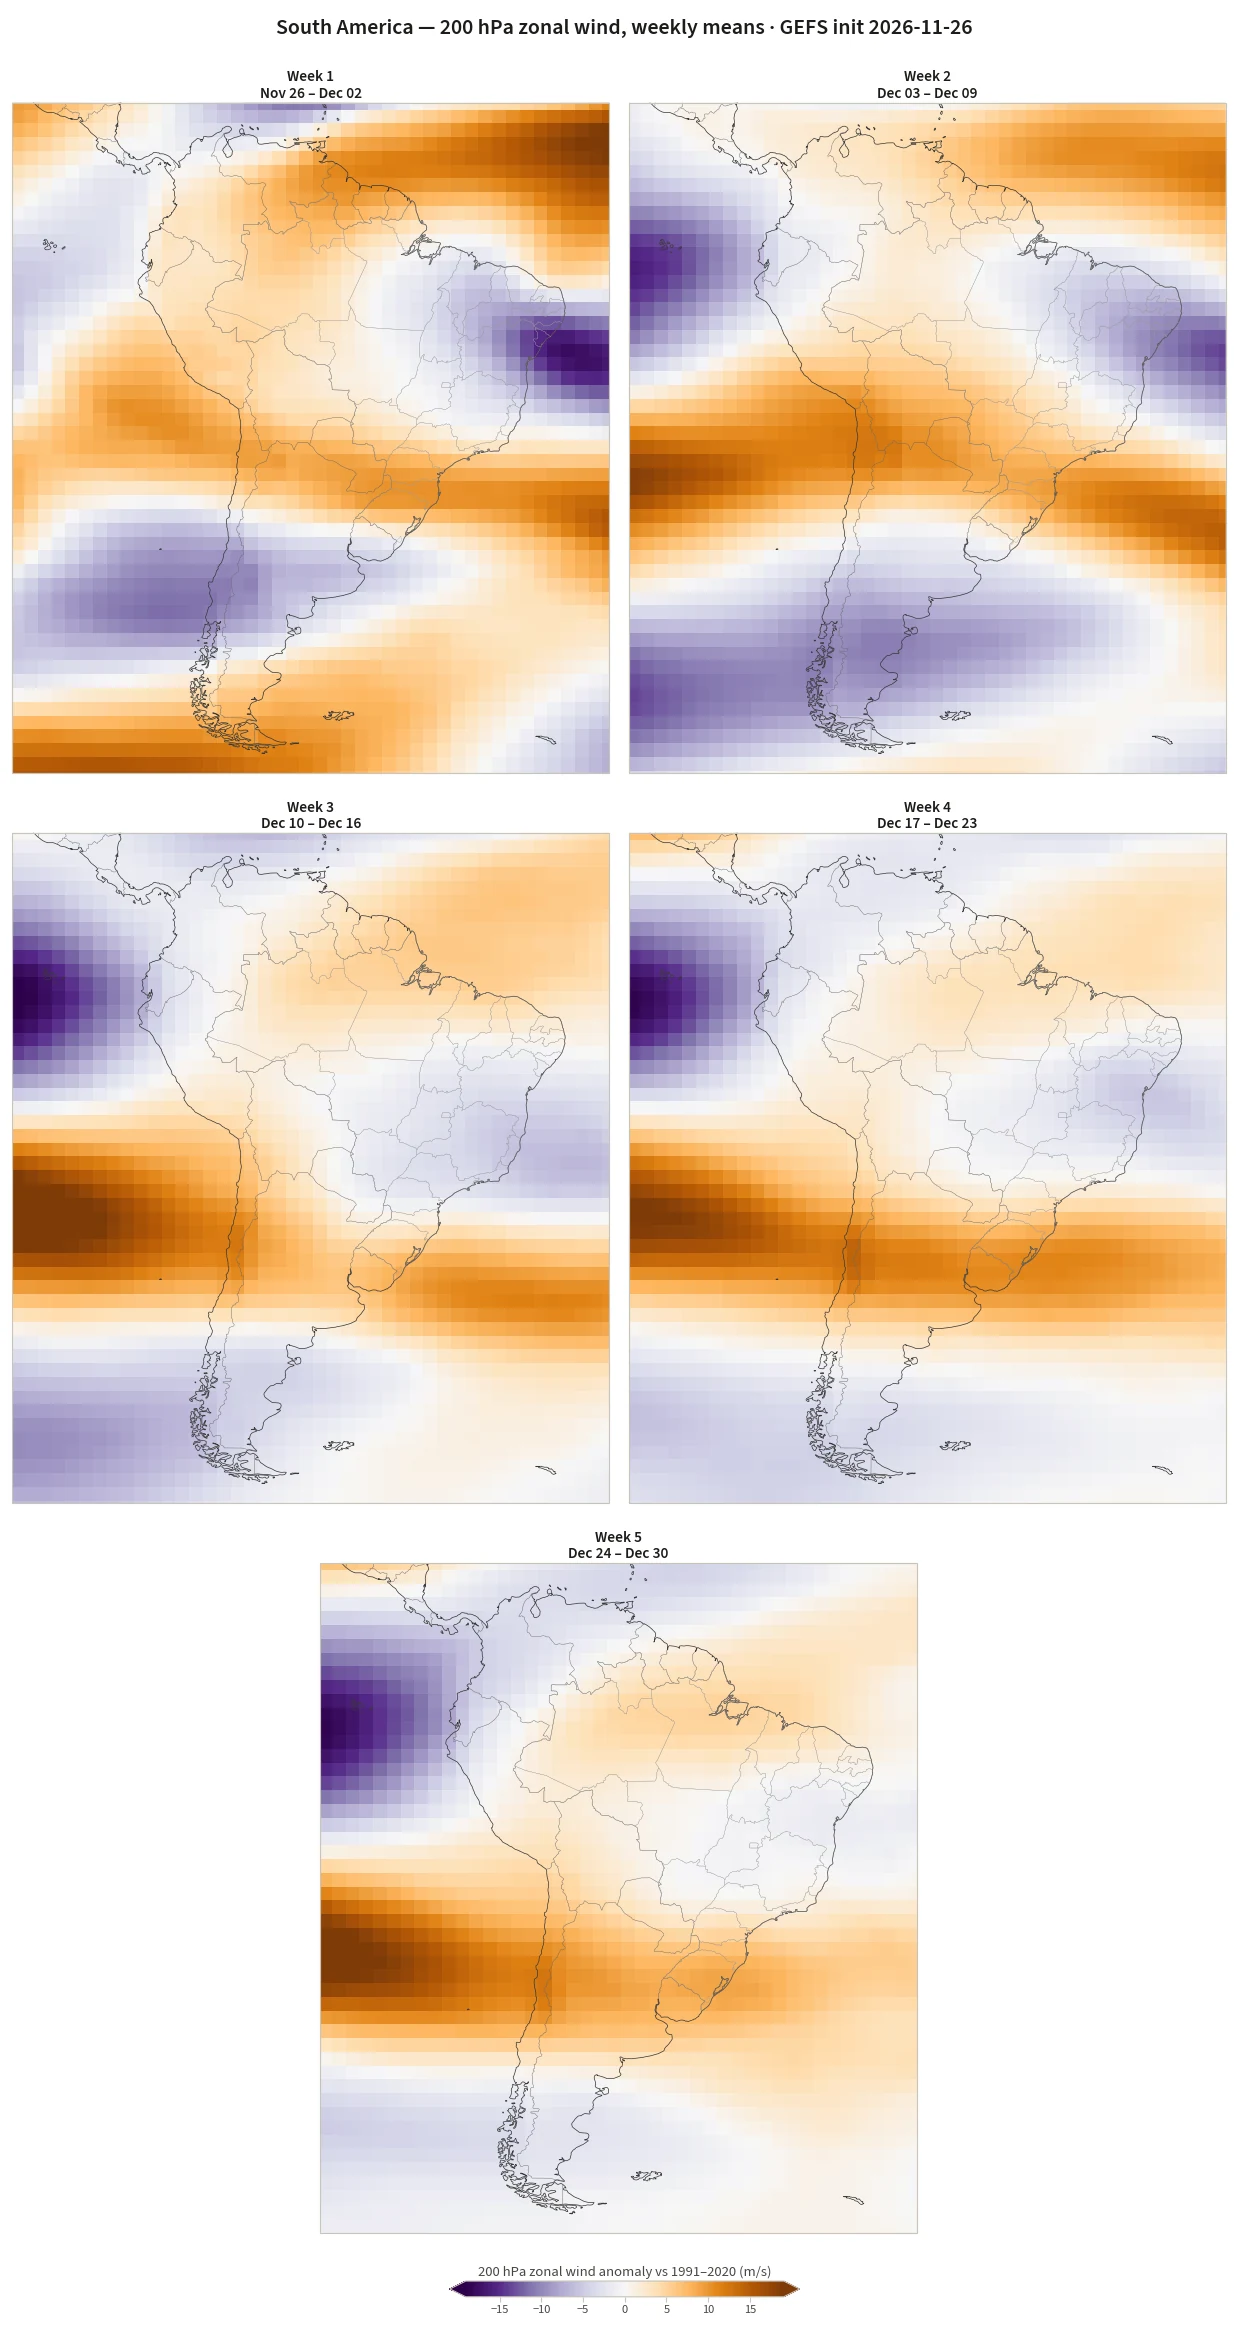 South America — 200 hPa zonal wind, weekly means · GEFS init 2026-11-26
Week 1
Nov 26 – Dec 02
Week 2
Dec 03 – Dec 09
Week 3
Dec 10 – Dec 16
Week 4
Dec 17 – Dec 23
Week 5
Dec 24 – Dec 30
200 hPa zonal wind anomaly vs 1991–2020 (m/s)
−15 −10 −5 0 5 10 15